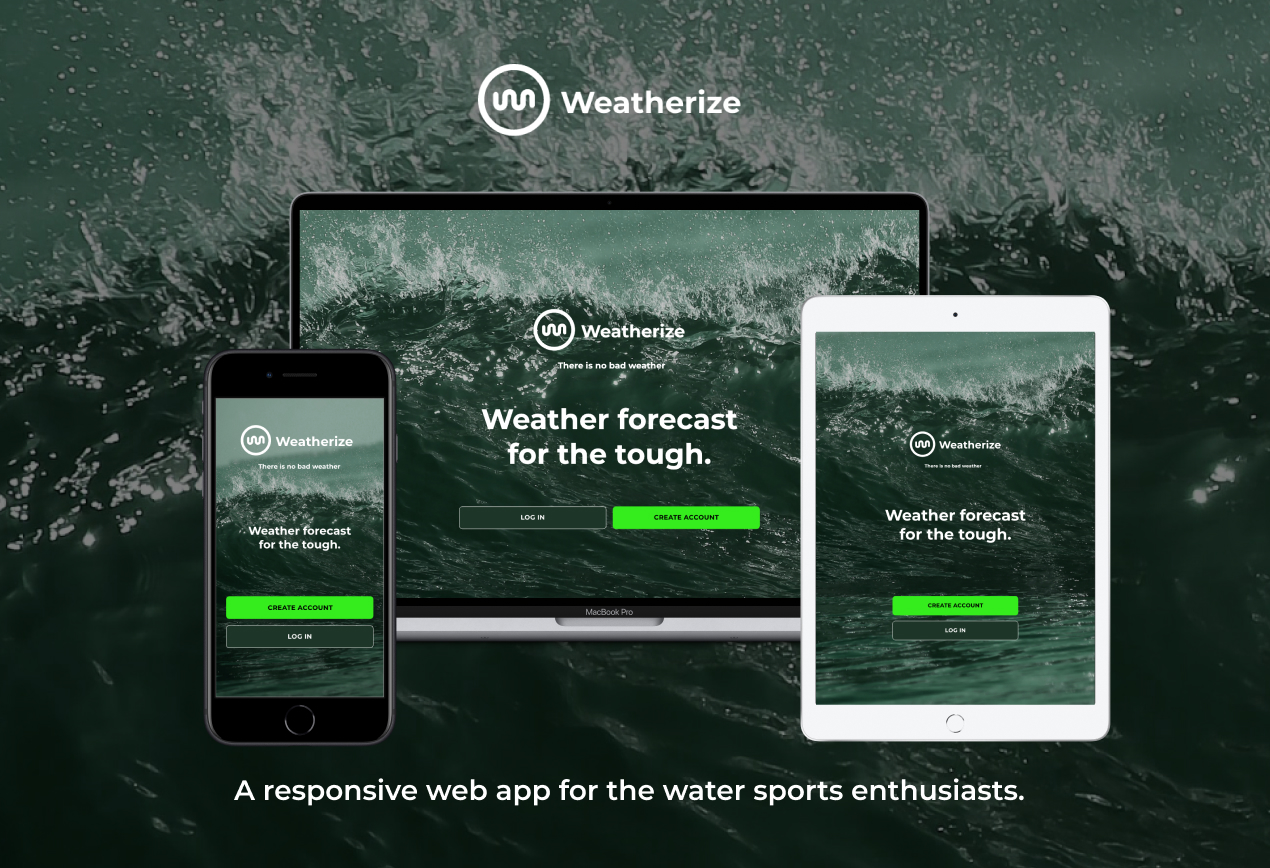 Weatherize
Weatherize
There is no bad weather
Weather forecast
for the tough.
LOG IN
CREATE ACCOUNT
MacBook Pro
Weatherize
There is no bad weather
Weather forecast
for the tough.
CREATE ACCOUNT
LOG IN
Weatherize
There is no bad weather
Weather forecast
for the tough.
CREATE ACCOUNT
LOG IN
A responsive web app for the water sports enthusiasts.